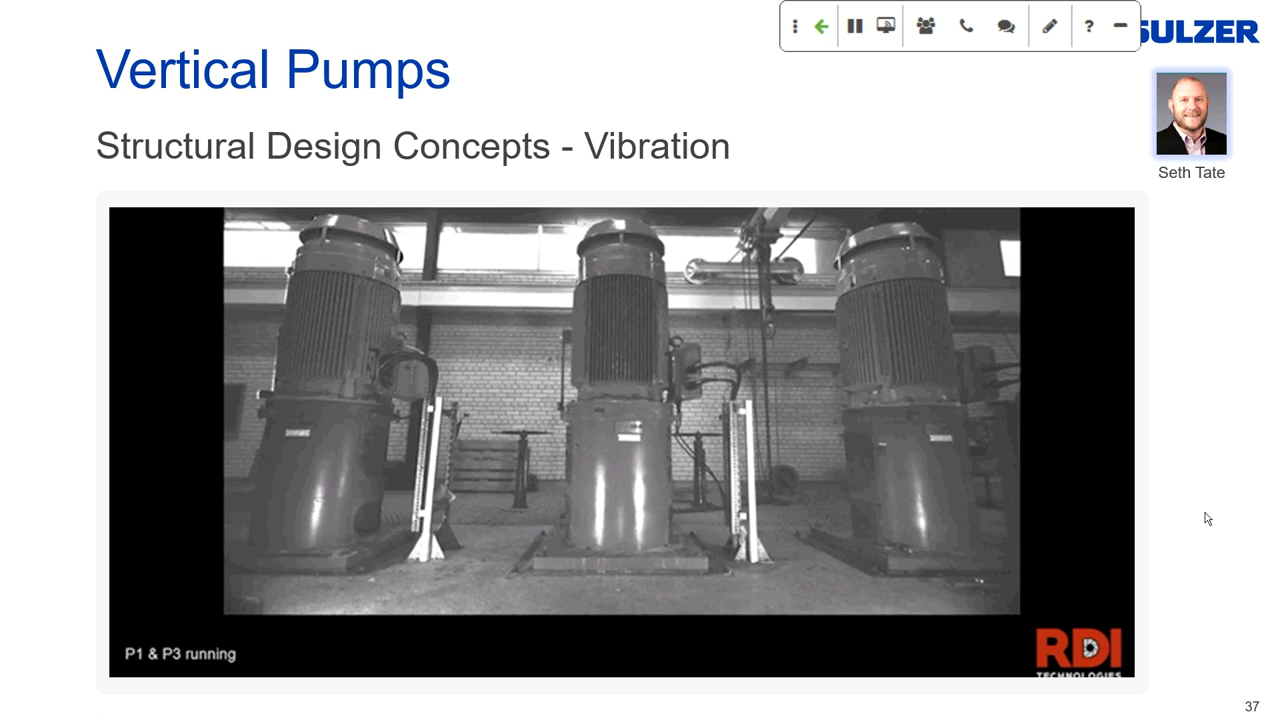 SULZER
Vertical Pumps
Structural Design Concepts - Vibration
Seth Tate
P1 & P3 running
RDI
TECHNOLOGIES
37